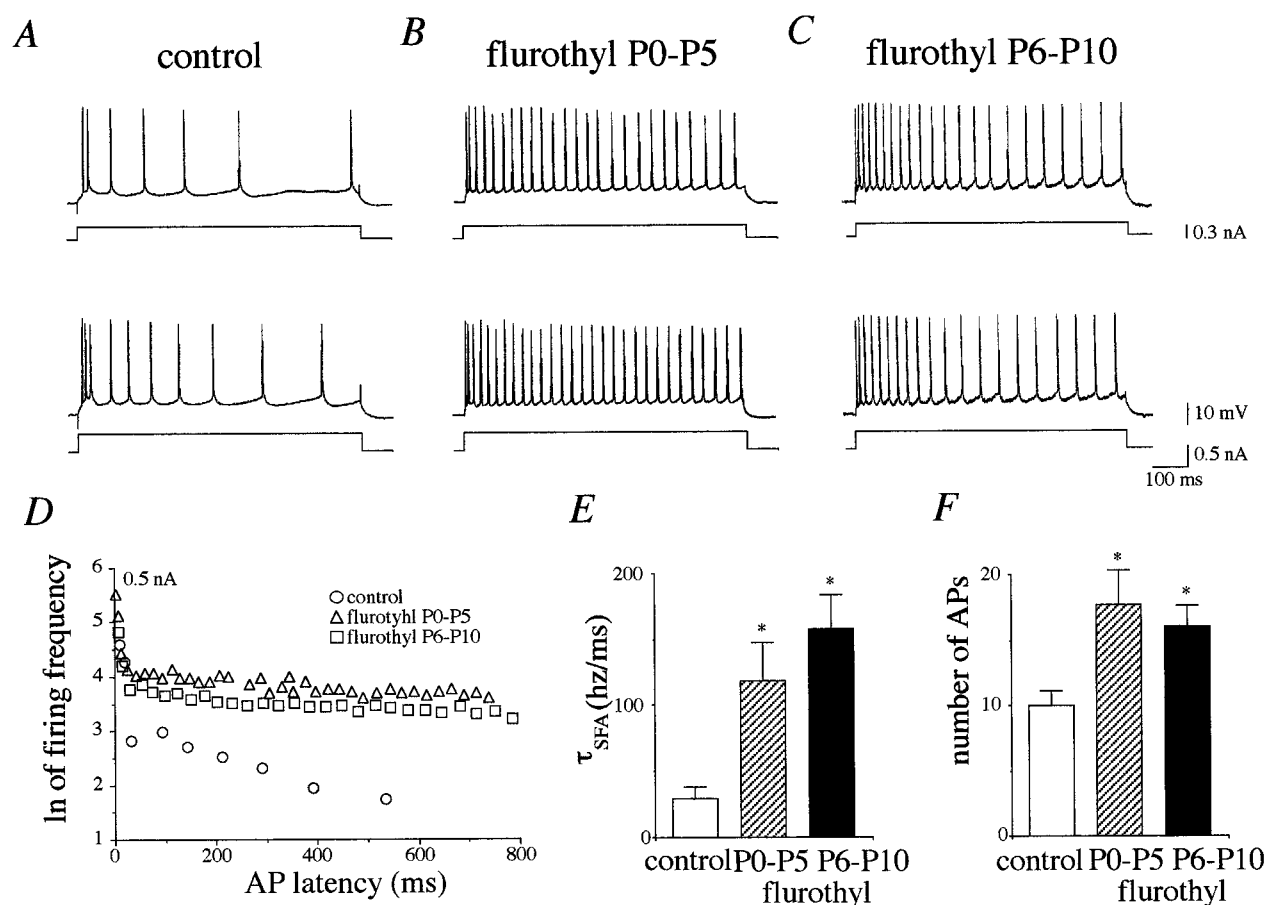 A
control
B
flurothyl P0-P5
C
flurothyl P6-P10
0.3 nA
10 mV
0.5 nA
100 ms
D
ln of firing frequency
6
5
4
3
2
1
0.5 nA
control
flurotyhl P0-P5
flurothyl P6-P10
0
200
400
600
800
AP latency (ms)
E
τSFA (hz/ms)
200
100
0
*
*
control P0-P5 P6-P10
flurothyl
F
number of APs
20
10
0
*
*
control P0-P5 P6-P10
flurothyl